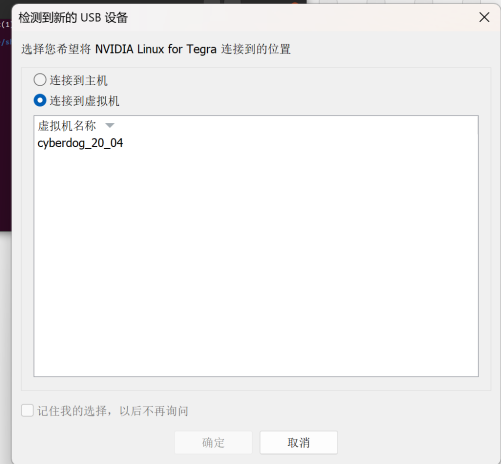 检测到新的 USB 设备
选择您希望将 NVIDIA Linux for Tegra 连接到的位置
连接到主机
连接到虚拟机
虚拟机名称
cyberdog_20_04
记住我的选择，以后不再询问
确定
取消